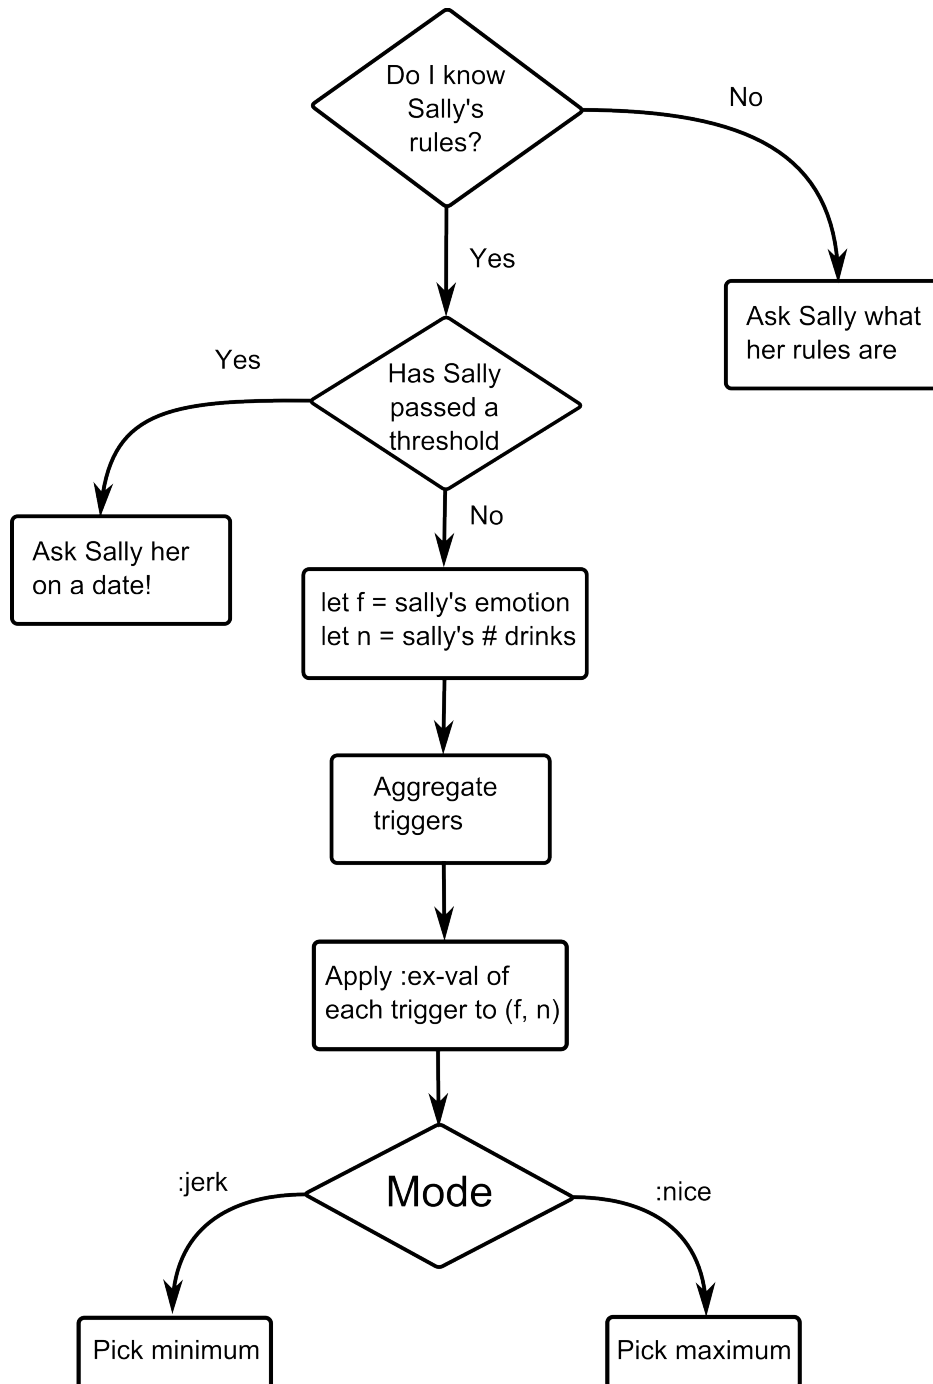 Do I know
Sally's
rules?
No
Yes
Ask Sally what
her rules are
Yes
Has Sally
passed a
threshold
No
Ask Sally her
on a date!
let f = sally's emotion
let n = sally's # drinks
Aggregate
triggers
Apply :ex-val of
each trigger to (f, n)
Mode
:jerk
:nice
Pick minimum
Pick maximum